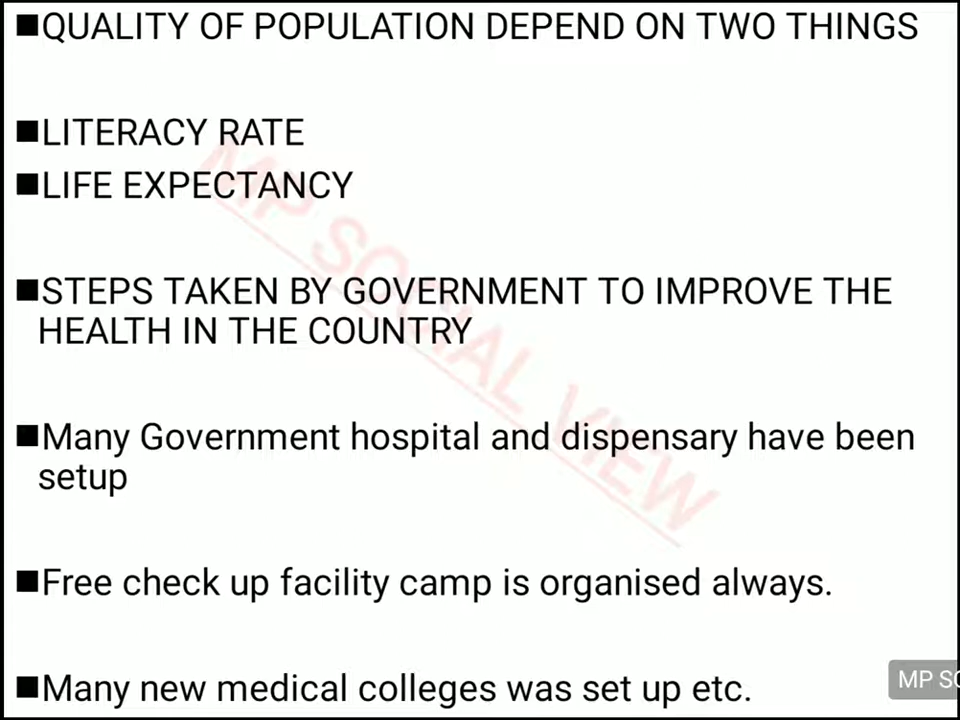 ■QUALITY OF POPULATION DEPEND ON TWO THINGS
■LITERACY RATE
■LIFE EXPECTANCY
■STEPS TAKEN BY GOVERNMENT TO IMPROVE THE
HEALTH IN THE COUNTRY
■Many Government hospital and dispensary have been
setup
■Free check up facility camp is organised always.
■Many new medical colleges was set up etc.
MP SOCIAL VIEW
MP SO